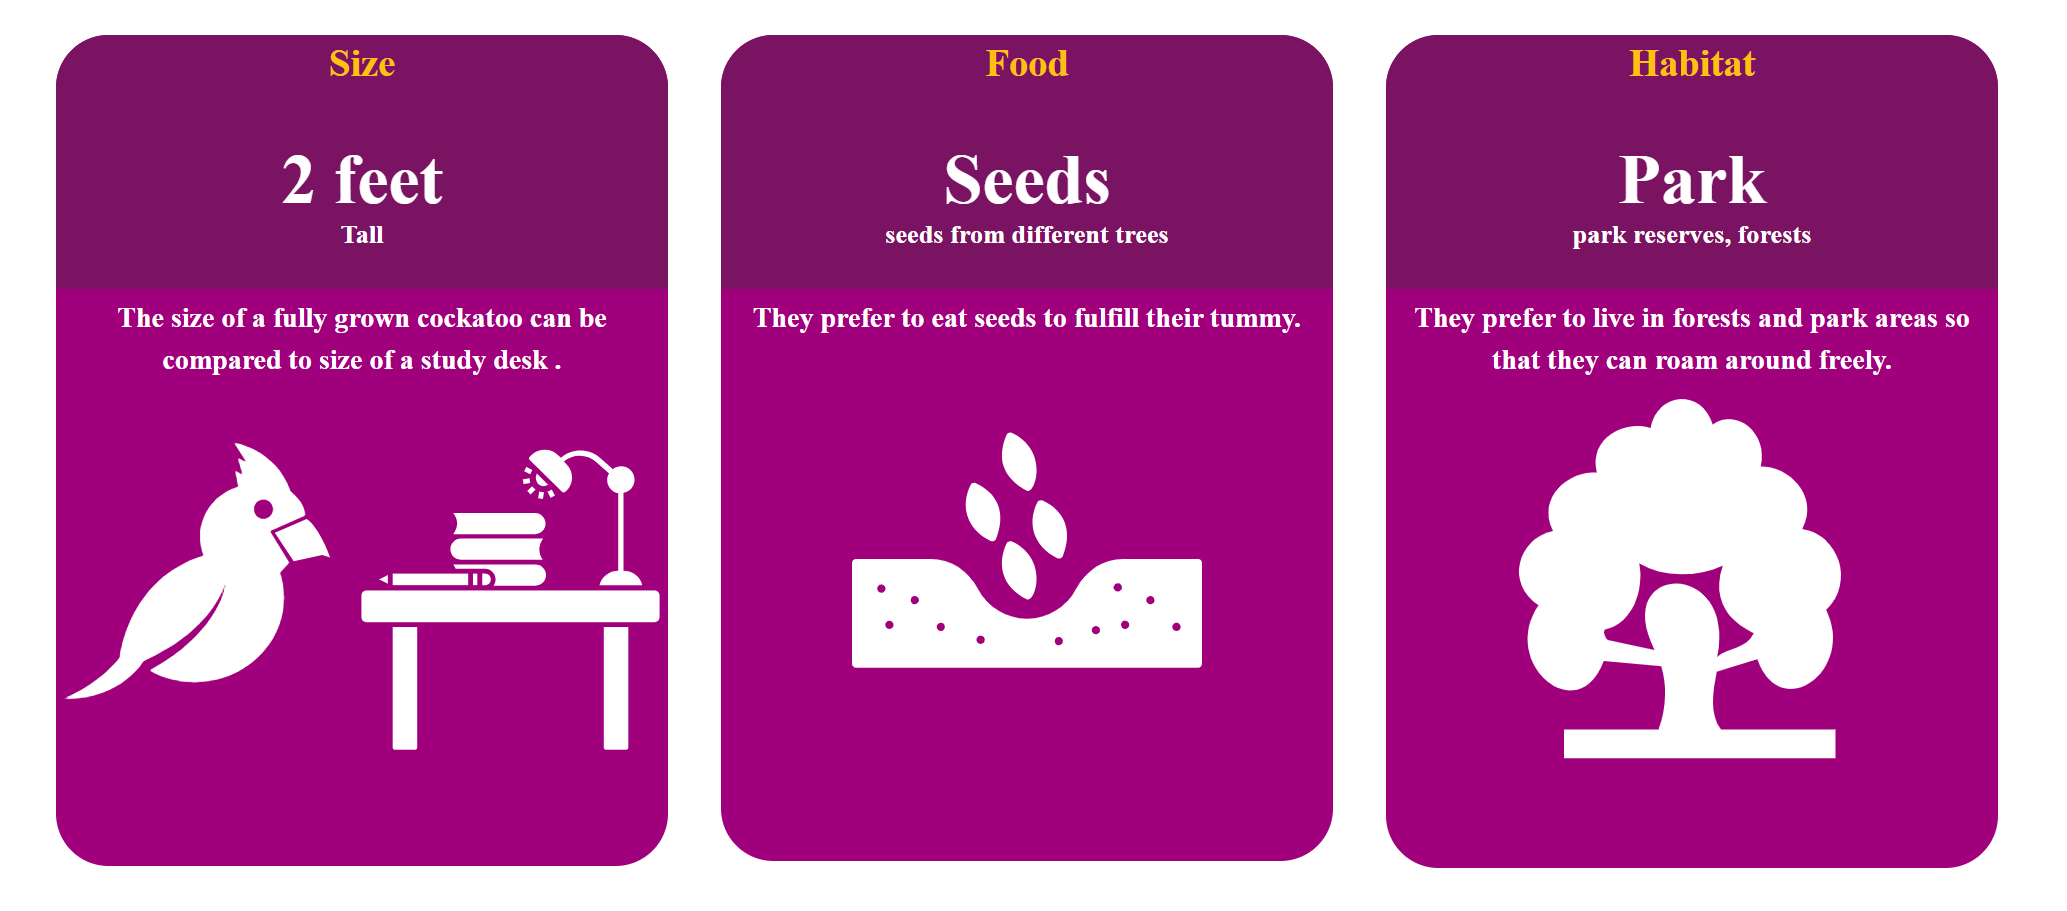 Size
2 feet
Tall
The size of a fully grown cockatoo can be
compared to size of a study desk .
Food
Seeds
seeds from different trees
They prefer to eat seeds to fulfill their tummy.
Habitat
Park
park reserves, forests
They prefer to live in forests and park areas so
that they can roam around freely.